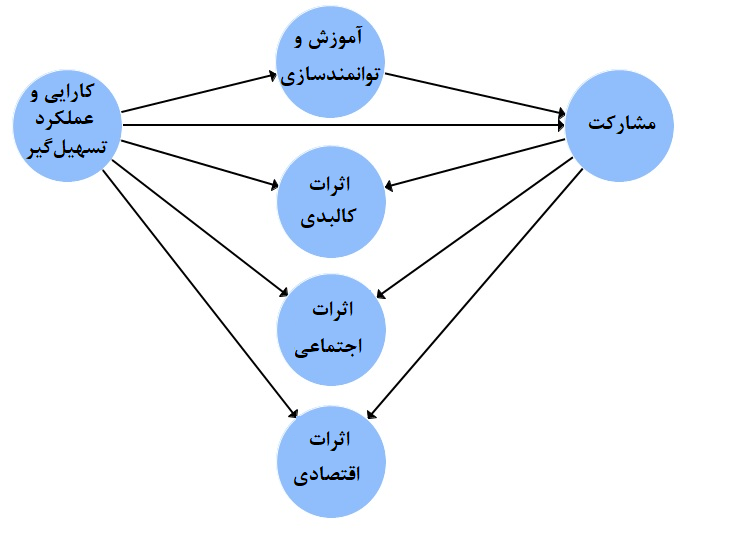 آموزش و
توانمندسازی
کارایی و
عملکرد
تسهیل‌گیر
مشارکت
اثرات
کالبدی
اثرات
اجتماعی
اثرات
اقتصادی